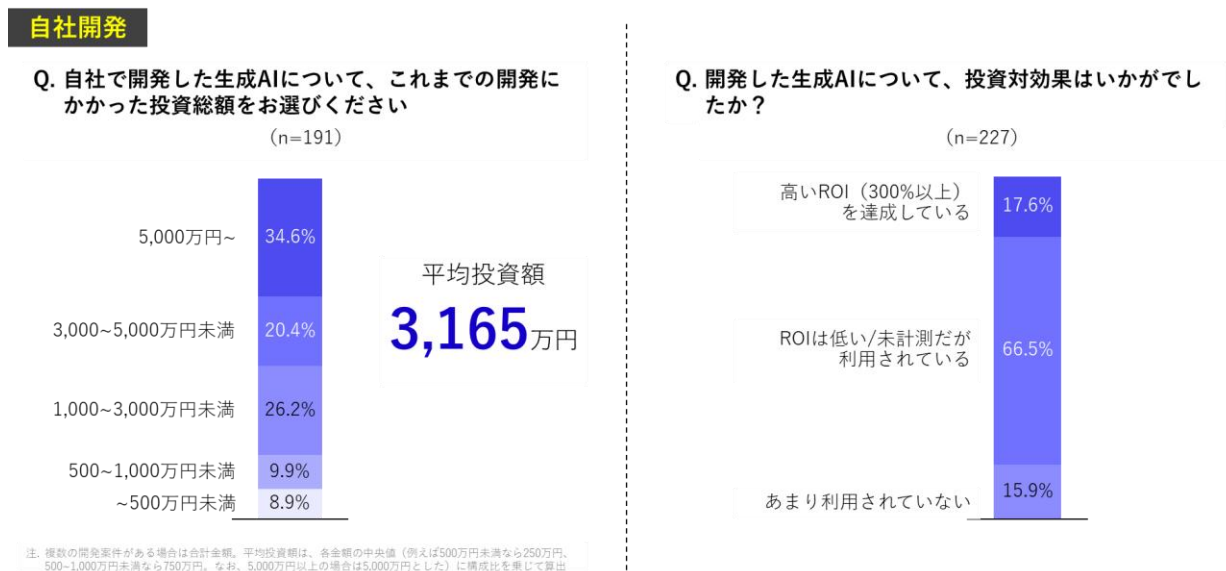 自社開発
Q. 自社で開発した生成AIについて、これまでの開発に
かかった投資総額をお選びください
(n=191)
5,000万円~
34.6%
3,000~5,000万円未満
20.4%
1,000~3,000万円未満
26.2%
500~1,000万円未満
9.9%
~500万円未満
8.9%
平均投資額
3,165万円
注. 複数の開発案件がある場合は合計金額。平均投資額は、各金額の中央値（例えば500万円未満なら250万円、
500~1,000万円未満なら750万円。なお、5,000万円以上の場合は5,000万円とした）に構成比を乗じて算出
Q. 開発した生成AIについて、投資対効果はいかがでし
たか？
(n=227)
高いROI（300%以上）
を達成している
17.6%
ROIは低い/未計測だが
利用されている
66.5%
あまり利用されていない
15.9%